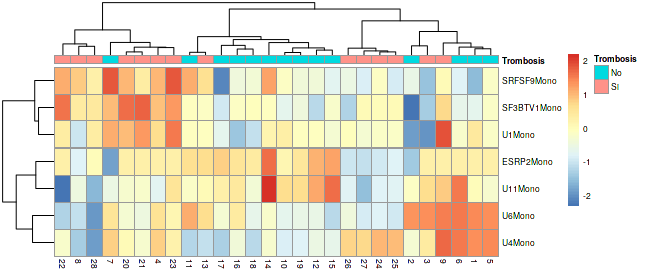 Trombosis
SRFSF9Mono
SF3BTV1Mono
U1Mono
ESRP2Mono
U11Mono
U6Mono
U4Mono
22 8 28 7 20 21 4 23 11 13 17 16 18 14 10 19 12 15 26 27 24 25 2 3 9 6 1 5
2
1
0
-1
-2
Trombosis
No
SI